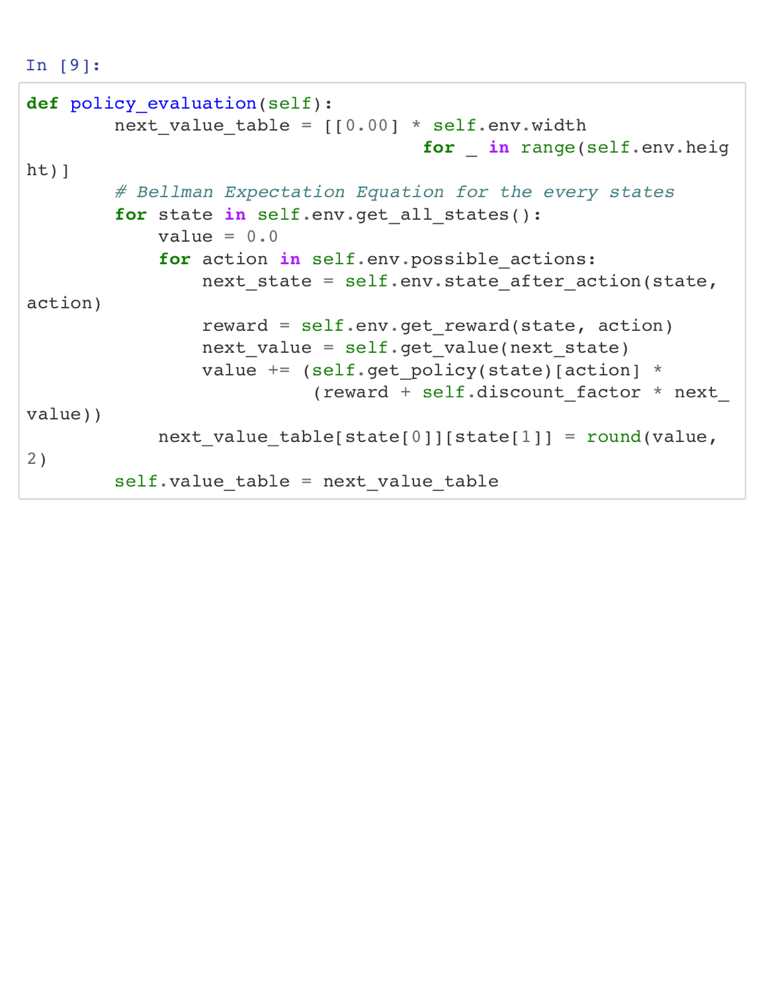 In [9]:
def policy_evaluation(self):
        next_value_table = [[0.00] * self.env.width
                                    for _ in range(self.env.heig
ht)]
        # Bellman Expectation Equation for the every states
        for state in self.env.get_all_states():
            value = 0.0
            for action in self.env.possible_actions:
                next_state = self.env.state_after_action(state,
action)
                reward = self.env.get_reward(state, action)
                next_value = self.get_value(next_state)
                value += (self.get_policy(state)[action] *
                          (reward + self.discount_factor * next_
value))
            next_value_table[state[0]][state[1]] = round(value,
2)
        self.value_table = next_value_table